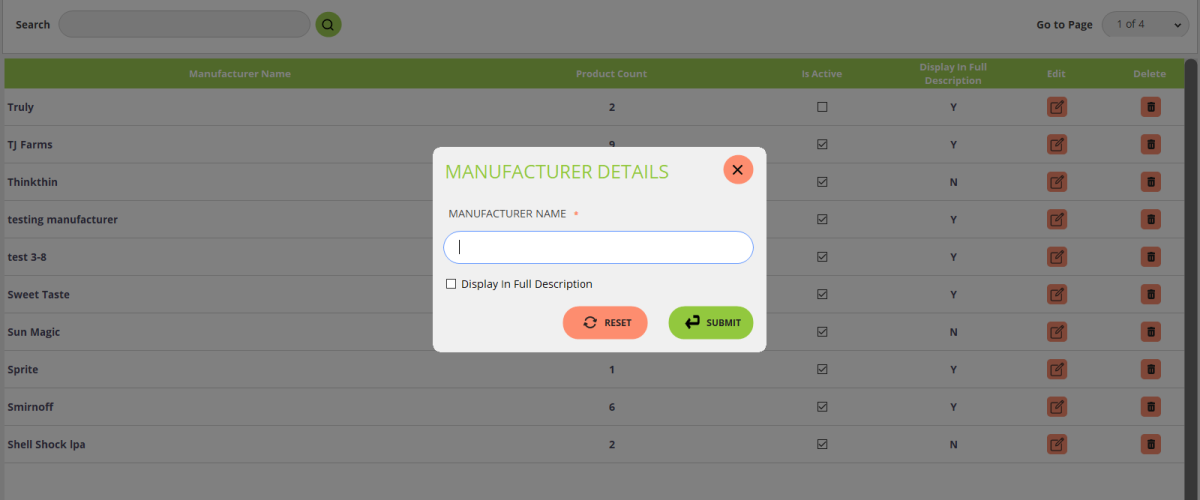 Search Go to Page 1 of 4
Manufacturer Name Product Count Is Active Display In Full Description Edit Delete
Truly 2 Y
TJ Farms 9 Y
Thinkthin N
testing manufacturer Y
test 3-8 Y
Sweet Taste Y
Sun Magic N
Sprite 1 Y
Smirnoff 6 Y
Shell Shock Ipa 2 N
MANUFACTURER DETAILS
MANUFACTURER NAME *
Display In Full Description
RESET SUBMIT